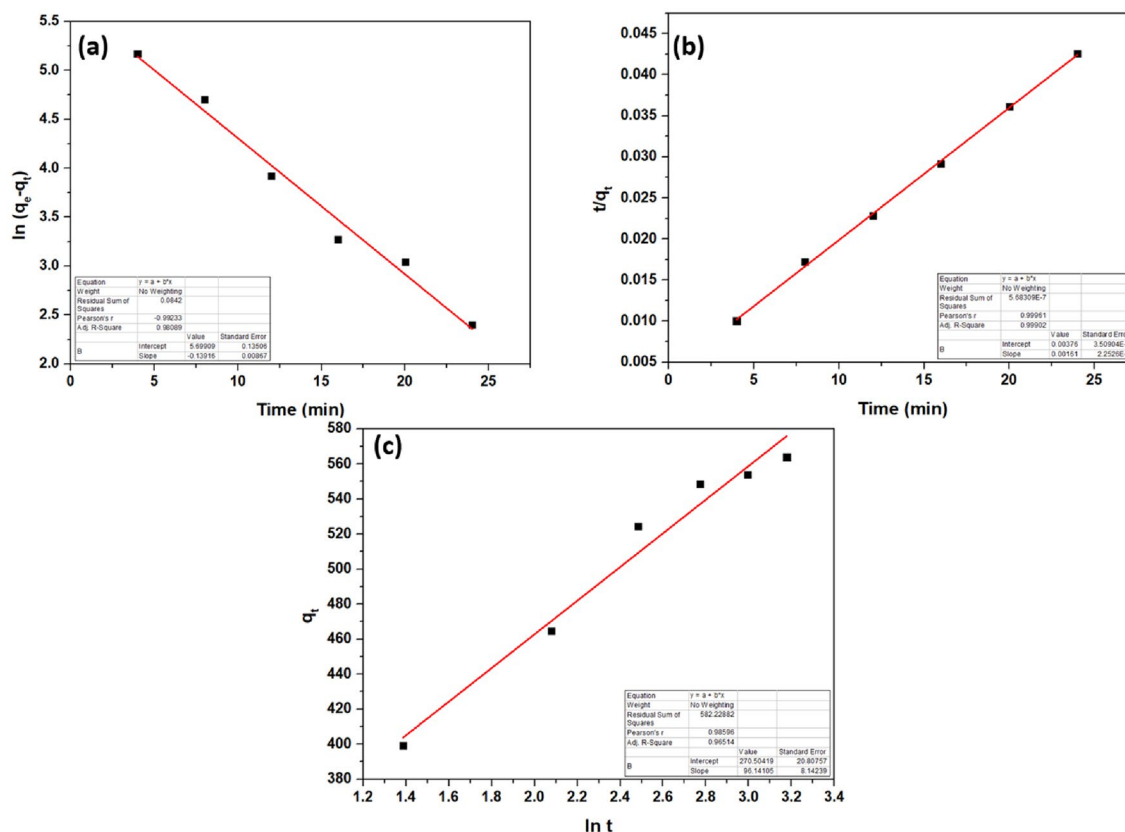 (a)
5.5
5.0
4.5
4.0
3.5
3.0
2.5
2.0
ln (qe-qt)
Equation y = a + b*x
Weight No Weighting
Residual Sum of Squares 0.0842
Pearson's r -0.99233
Adj. R-Square 0.98089
Value Standard Error
B Intercept 5.69909 0.13506
Slope -0.13916 0.00867
0 5 10 15 20 25
Time (min)
(b)
0.045
0.040
0.035
0.030
0.025
0.020
0.015
0.010
0.005
t/qt
Equation y = a + b*x
Weight No Weighting
Residual Sum of Squares 5.68309E-7
Pearson's r 0.99961
Adj. R-Square 0.99902
Value Standard Error
B Intercept 0.00376 3.50904E-
Slope 0.00161 2.2526E-
0 5 10 15 20 25
Time (min)
(c)
580
560
540
520
500
480
460
440
420
400
380
qt
Equation y = a + b*x
Weight No Weighting
Residual Sum of Squares 582.22882
Pearson's r 0.98596
Adj. R-Square 0.96514
Value Standard Error
B Intercept 270.50419 20.80757
Slope 96.14105 8.14239
1.2 1.4 1.6 1.8 2.0 2.2 2.4 2.6 2.8 3.0 3.2 3.4
ln t